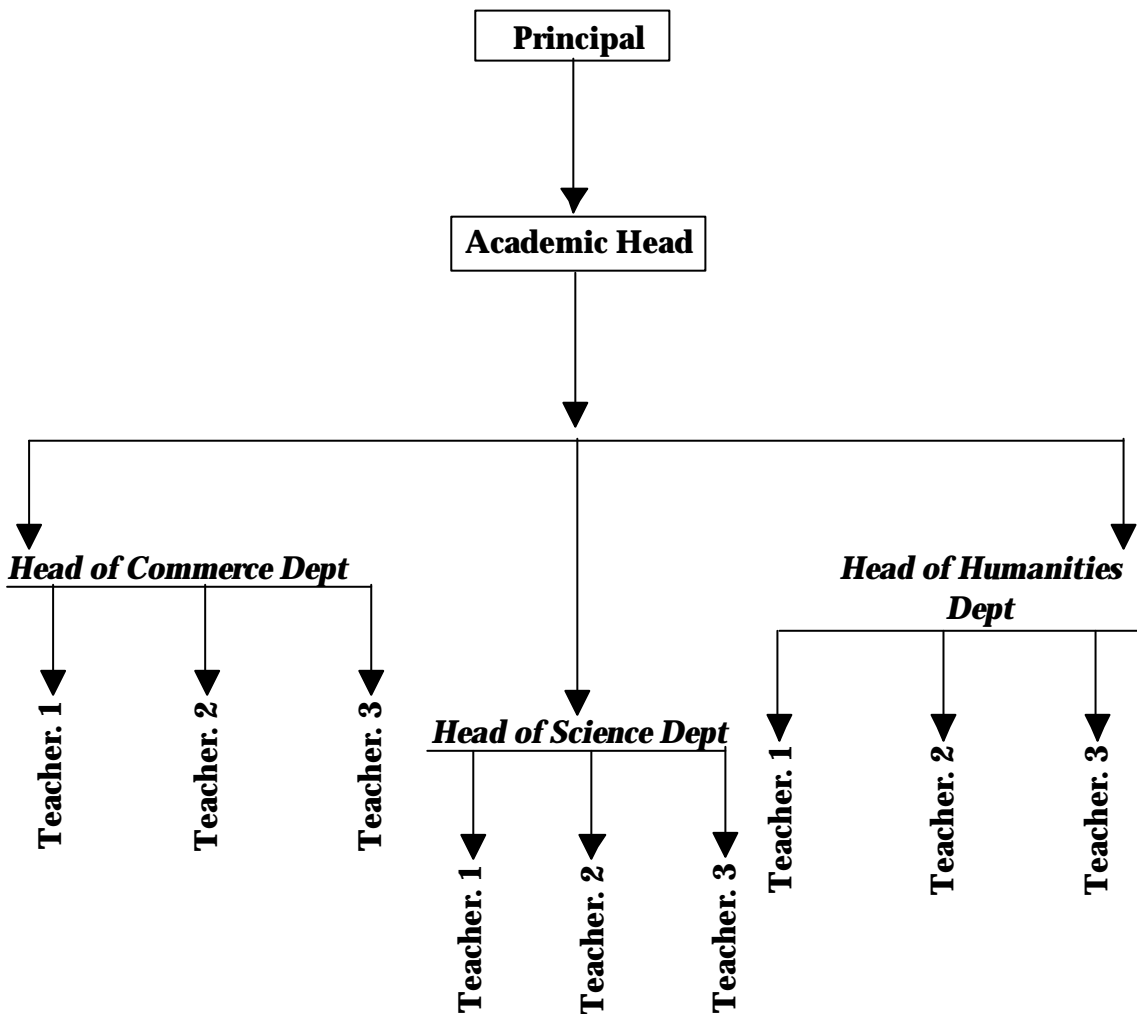 Principal
Academic Head
Head of Commerce Dept
Teacher. 1
Teacher. 2
Teacher. 3
Head of Science Dept
Teacher. 1
Teacher. 2
Teacher. 3
Head of Humanities
Dept
Teacher. 1
Teacher. 2
Teacher. 3